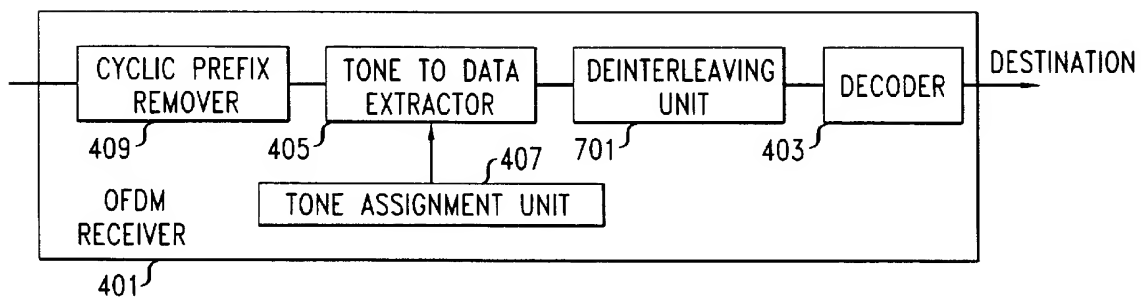 CYCLIC PREFIX
REMOVER
409
TONE TO DATA
EXTRACTOR
405
DEINTERLEAVING
UNIT
701
DECODER
403
DESTINATION
407
TONE ASSIGNMENT UNIT
OFDM
RECEIVER
401